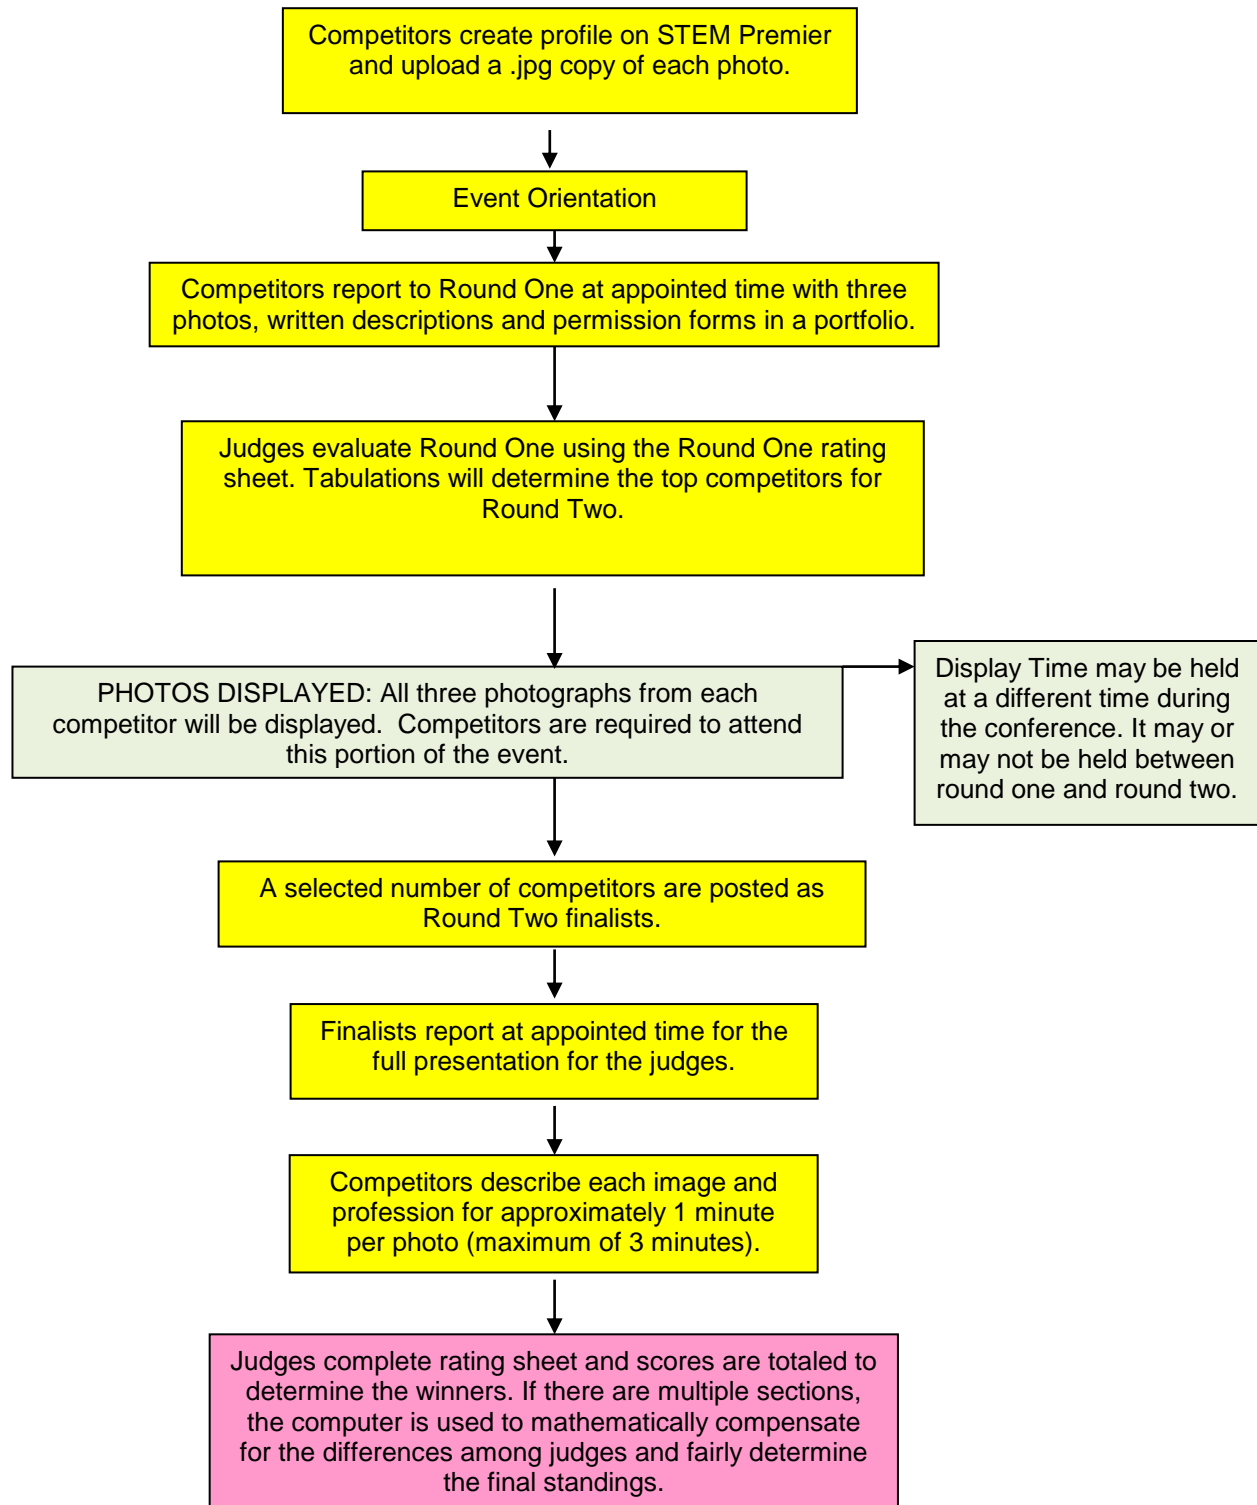 Competitors create profile on STEM Premier
and upload a .jpg copy of each photo.
Event Orientation
Competitors report to Round One at appointed time with three
photos, written descriptions and permission forms in a portfolio.
Judges evaluate Round One using the Round One rating
sheet. Tabulations will determine the top competitors for
Round Two.
PHOTOS DISPLAYED: All three photographs from each
competitor will be displayed.  Competitors are required to attend
this portion of the event.
Display Time may be held
at a different time during
the conference. It may or
may not be held between
round one and round two.
A selected number of competitors are posted as
Round Two finalists.
Finalists report at appointed time for the
full presentation for the judges.
Competitors describe each image and
profession for approximately 1 minute
per photo (maximum of 3 minutes).
Judges complete rating sheet and scores are totaled to
determine the winners. If there are multiple sections,
the computer is used to mathematically compensate
for the differences among judges and fairly determine
the final standings.